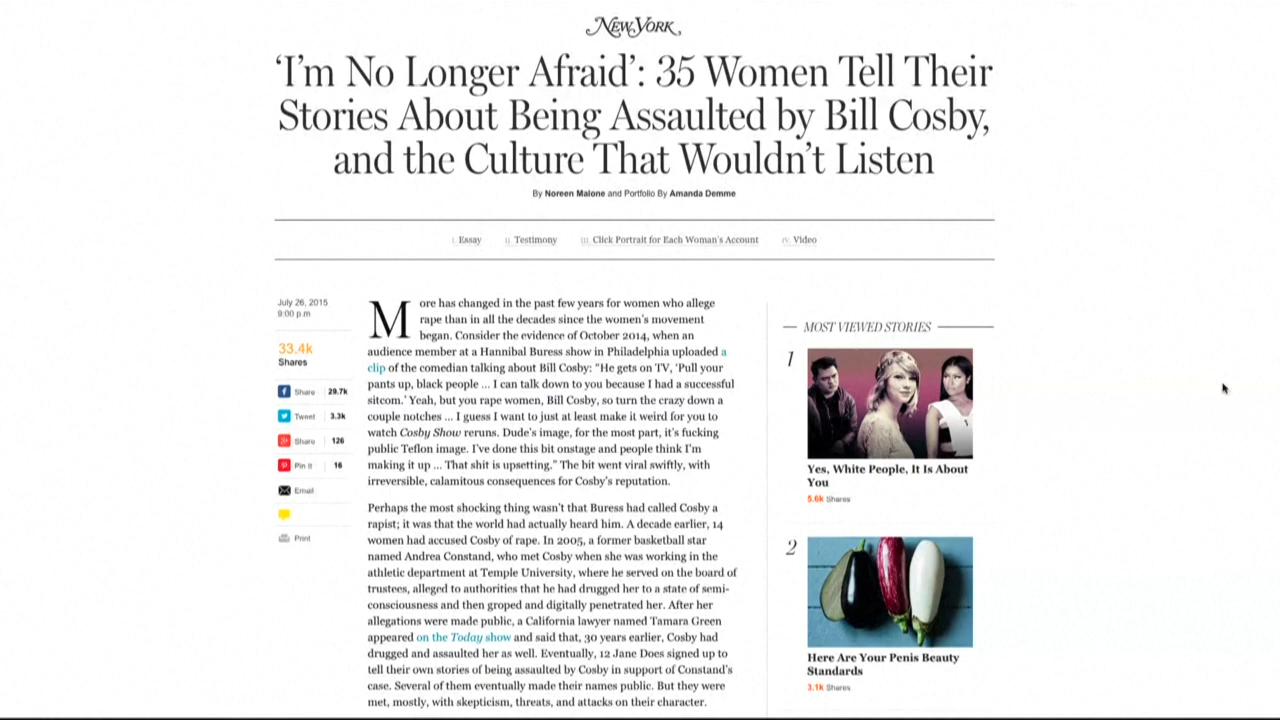 NEW YORK
‘I’m No Longer Afraid’: 35 Women Tell Their
Stories About Being Assaulted by Bill Cosby,
and the Culture That Wouldn’t Listen
By Noreen Malone and Portfolio By Amanda Demme
I. Essay II. Testimony III. Click Portrait for Each Woman's Account IV. Video
July 26, 2015
9:00 p.m
33.4k
Shares
f Share 29.7k
Tweet 3.3k
Share 126
Pin It 16
Email
Print
More has changed in the past few years for women who allege
rape than in all the decades since the women’s movement
began. Consider the evidence of October 2014, when an
audience member at a Hannibal Buress show in Philadelphia uploaded a
clip of the comedian talking about Bill Cosby: “He gets on TV, ‘Pull your
pants up, black people … I can talk down to you because I had a successful
sitcom.’ Yeah, but you rape women, Bill Cosby, so turn the crazy down a
couple notches … I guess I want to just at least make it weird for you to
watch Cosby Show reruns. Dude’s image, for the most part, it’s fucking
public Teflon image. I’ve done this bit onstage and people think I’m
making it up … That shit is upsetting.” The bit went viral swiftly, with
irreversible, calamitous consequences for Cosby’s reputation.
Perhaps the most shocking thing wasn’t that Buress had called Cosby a
rapist; it was that the world had actually heard him. A decade earlier, 14
women had accused Cosby of rape. In 2005, a former basketball star
named Andrea Constand, who met Cosby when she was working in the
athletic department at Temple University, where he served on the board of
trustees, alleged to authorities that he had drugged her to a state of semi-
consciousness and then groped and digitally penetrated her. After her
allegations were made public, a California lawyer named Tamara Green
appeared on the Today show and said that, 30 years earlier, Cosby had
drugged and assaulted her as well. Eventually, 12 Jane Does signed up to
tell their own stories of being assaulted by Cosby in support of Constand’s
case. Several of them eventually made their names public. But they were
met, mostly, with skepticism, threats, and attacks on their character.
MOST VIEWED STORIES
1
Yes, White People, It Is About
You
5.6k Shares
2
Here Are Your Penis Beauty
Standards
3.1k Shares